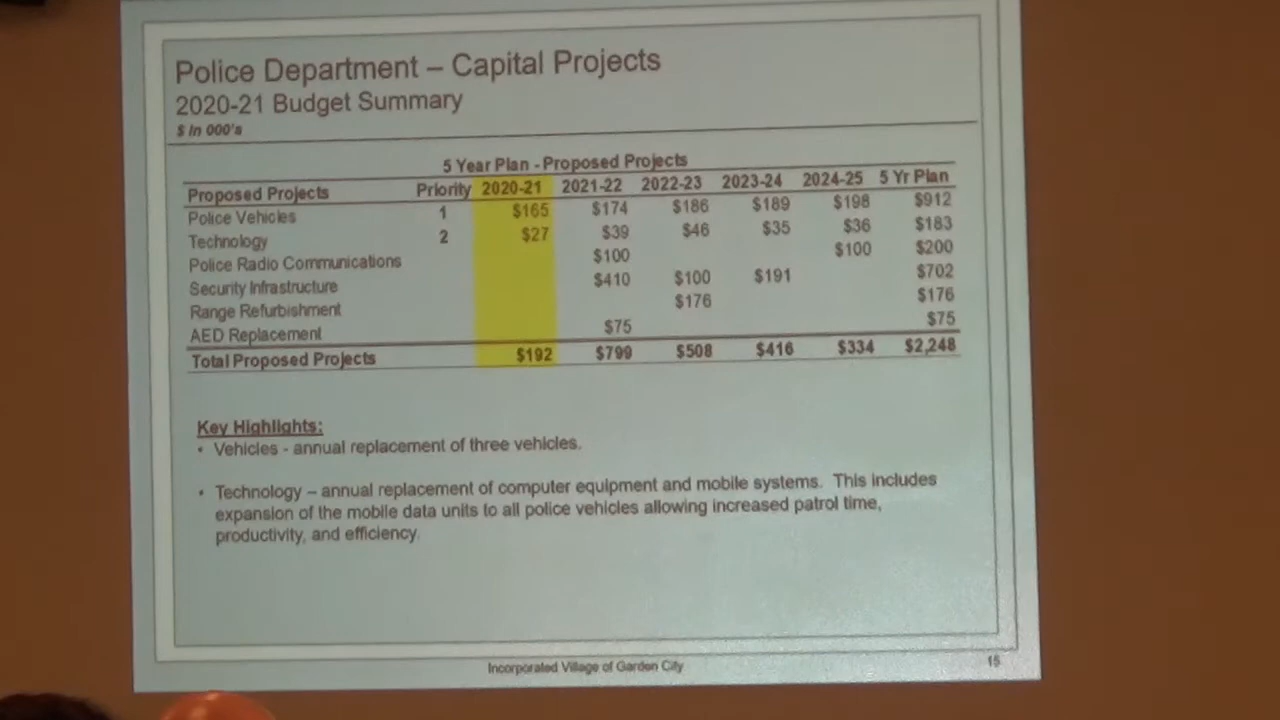 Police Department – Capital Projects
2020-21 Budget Summary
$ in 000's
5 Year Plan - Proposed Projects
Proposed Projects Priority 2020-21 2021-22 2022-23 2023-24 2024-25 5 Yr Plan
Police Vehicles 1 $165 $174 $186 $189 $198 $912
Technology 2 $27 $39 $46 $35 $36 $183
Police Radio Communications $100 $100 $200
Security Infrastructure $410 $100 $191 $702
Range Refurbishment $176 $176
AED Replacement $75 $75
Total Proposed Projects $192 $799 $508 $416 $334 $2,248
Key Highlights:
• Vehicles - annual replacement of three vehicles.
• Technology – annual replacement of computer equipment and mobile systems. This includes
expansion of the mobile data units to all police vehicles allowing increased patrol time,
productivity, and efficiency.
Incorporated Village of Garden City
15